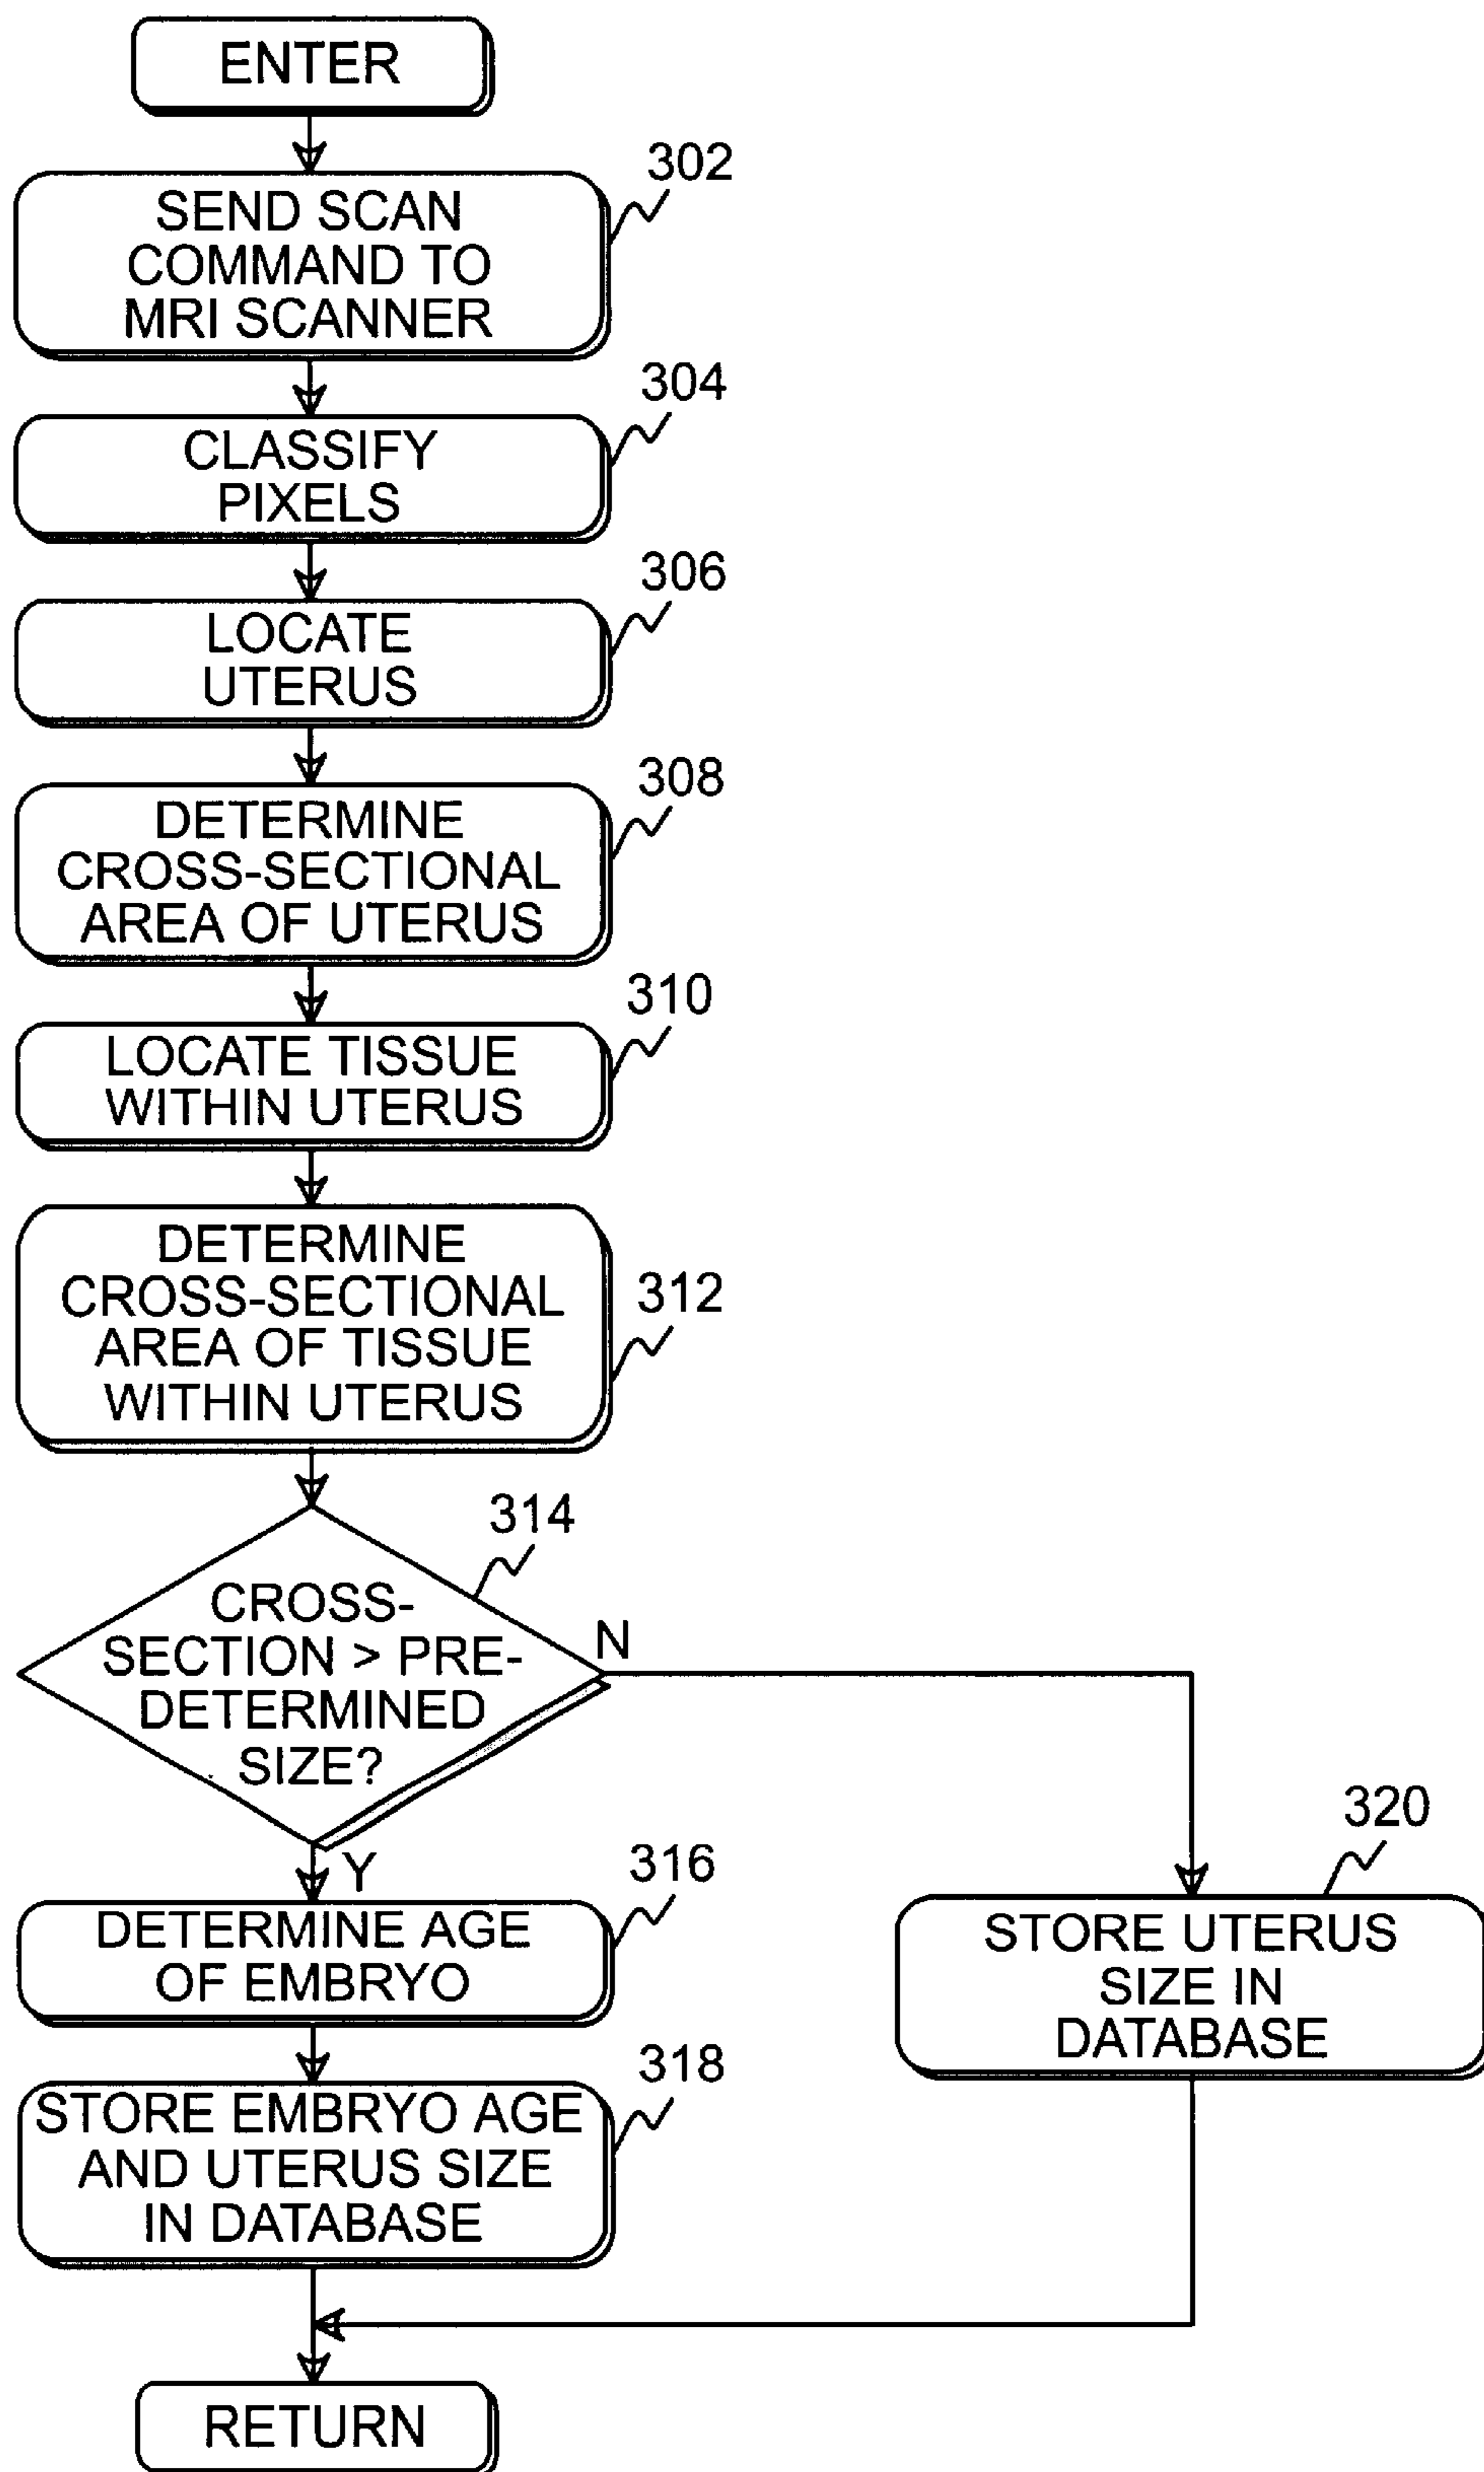 ENTER
302
SEND SCAN
COMMAND TO
MRI SCANNER
304
CLASSIFY
PIXELS
306
LOCATE
UTERUS
308
DETERMINE
CROSS-SECTIONAL
AREA OF UTERUS
310
LOCATE TISSUE
WITHIN UTERUS
312
DETERMINE
CROSS-SECTIONAL
AREA OF TISSUE
WITHIN UTERUS
314
CROSS-
SECTION > PRE-
DETERMINED
SIZE?
N
Y
316
DETERMINE AGE
OF EMBRYO
318
STORE EMBRYO AGE
AND UTERUS SIZE
IN DATABASE
320
STORE UTERUS
SIZE IN
DATABASE
RETURN